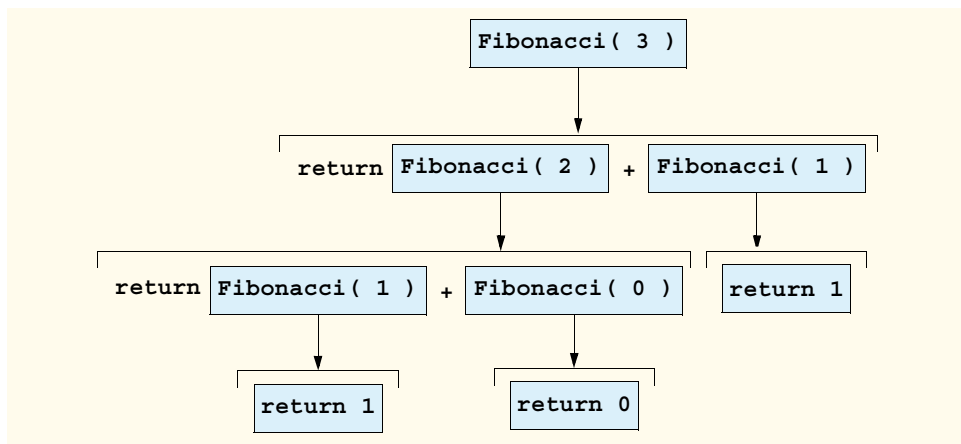 Fibonacci( 3 )
return Fibonacci( 2 ) + Fibonacci( 1 )
return Fibonacci( 1 ) + Fibonacci( 0 ) return 1
return 1 return 0